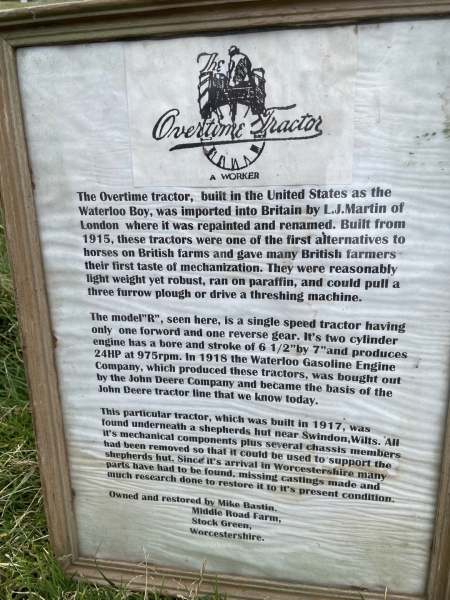 The
Overtime Tractor
A WORKER
The Overtime tractor, built in the United States as the
Waterloo Boy, was imported into Britain by L.J.Martin of
London where it was repainted and renamed. Built from
1915, these tractors were one of the first alternatives to
horses on British farms and gave many British farmers
their first taste of mechanization. They were reasonably
light weight yet robust, ran on paraffin, and could pull a
three furrow plough or drive a threshing machine.
The model"R", seen here, is a single speed tractor having
only one forword and one reverse gear. It's two cylinder
engine has a bore and stroke of 6 1/2"by 7"and produces
24HP at 975rpm. In 1918 the Waterloo Gasoline Engine
Company, which produced these tractors, was bought out
by the John Deere Company and became the basis of the
John Deere tractor line that we know today.
This particular tractor, which was built in 1917, was
found underneath a shepherds hut near Swindon,Wilts. All
it's mechanical components plus several chassis members
had been removed so that it could be used to support the
shepherds hut. Since it's arrival in Worcestershire many
parts have had to be found, missing castings made and
much research done to restore it to it's present condition.
Owned and restored by Mike Bastin.
Middle Road Farm,
Stock Green,
Worcestershire.